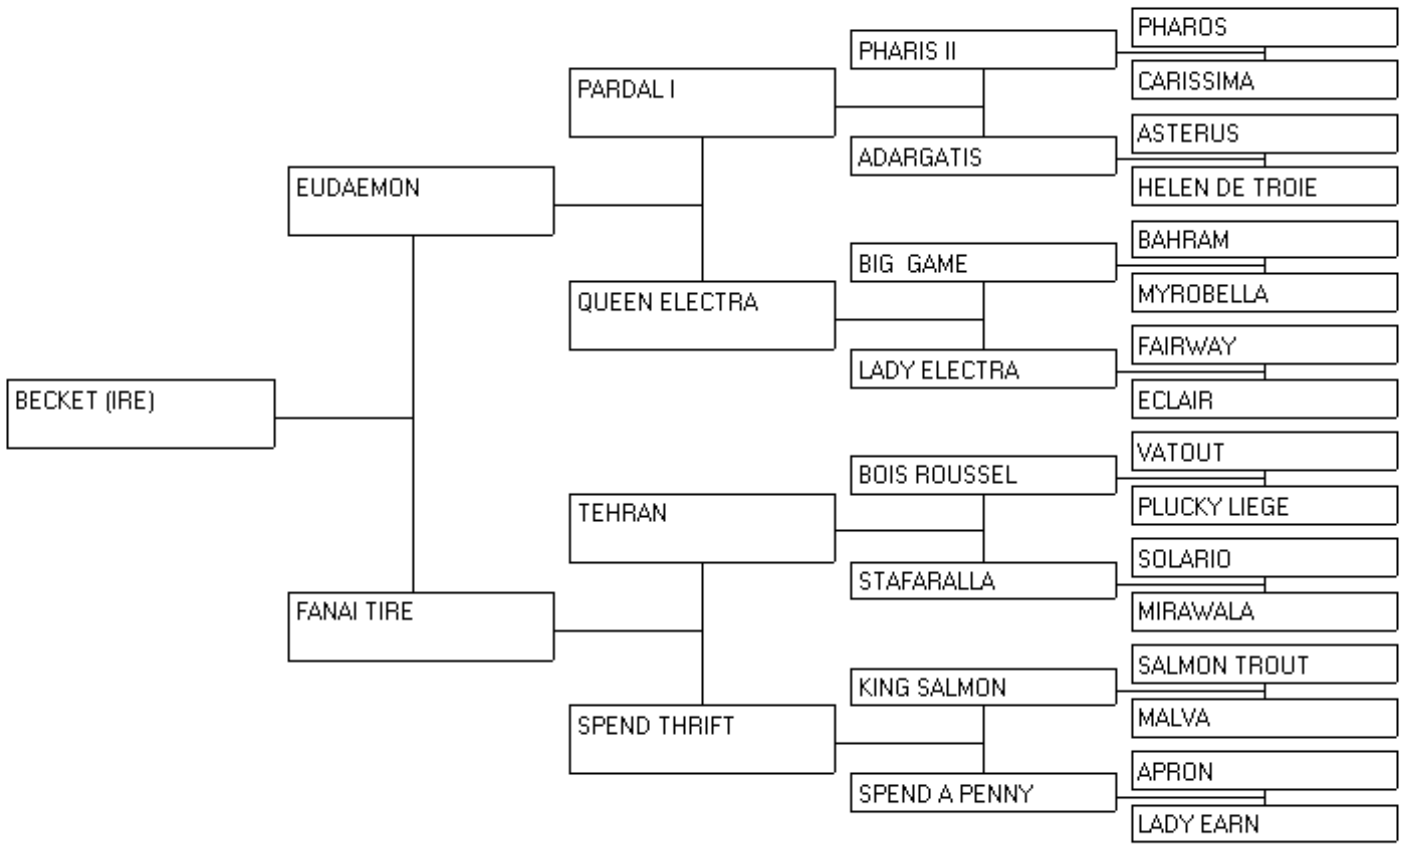 PHAROS
PHARIS II
CARISSIMA
PARDAL I
ASTERUS
ADARGATIS
HELEN DE TROIE
EUDAEMON
BAHRAM
BIG  GAME
MYROBELLA
QUEEN ELECTRA
FAIRWAY
LADY ELECTRA
ECLAIR
BECKET (IRE)
VATOUT
BOIS ROUSSEL
PLUCKY LIEGE
TEHRAN
SOLARIO
STAFARALLA
MIRAWALA
FANAI TIRE
SALMON TROUT
KING SALMON
MALVA
SPEND THRIFT
APRON
SPEND A PENNY
LADY EARN